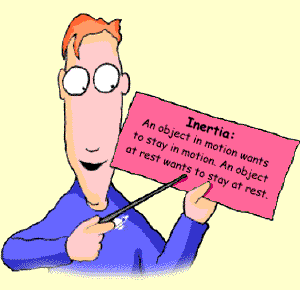 Inertia:
An object in motion wants
to stay in motion. An object
at rest wants to stay at rest.